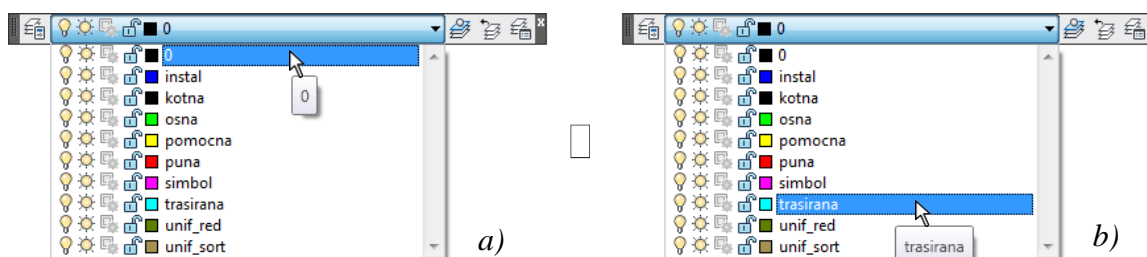 0
0
instal
kotna
0
osna
pomocna
puna
simbol
trasirana
unif_red
unif_sort
a)
0
0
instal
kotna
osna
pomocna
puna
simbol
trasirana
unif_red
unif_sort
trasirana
b)